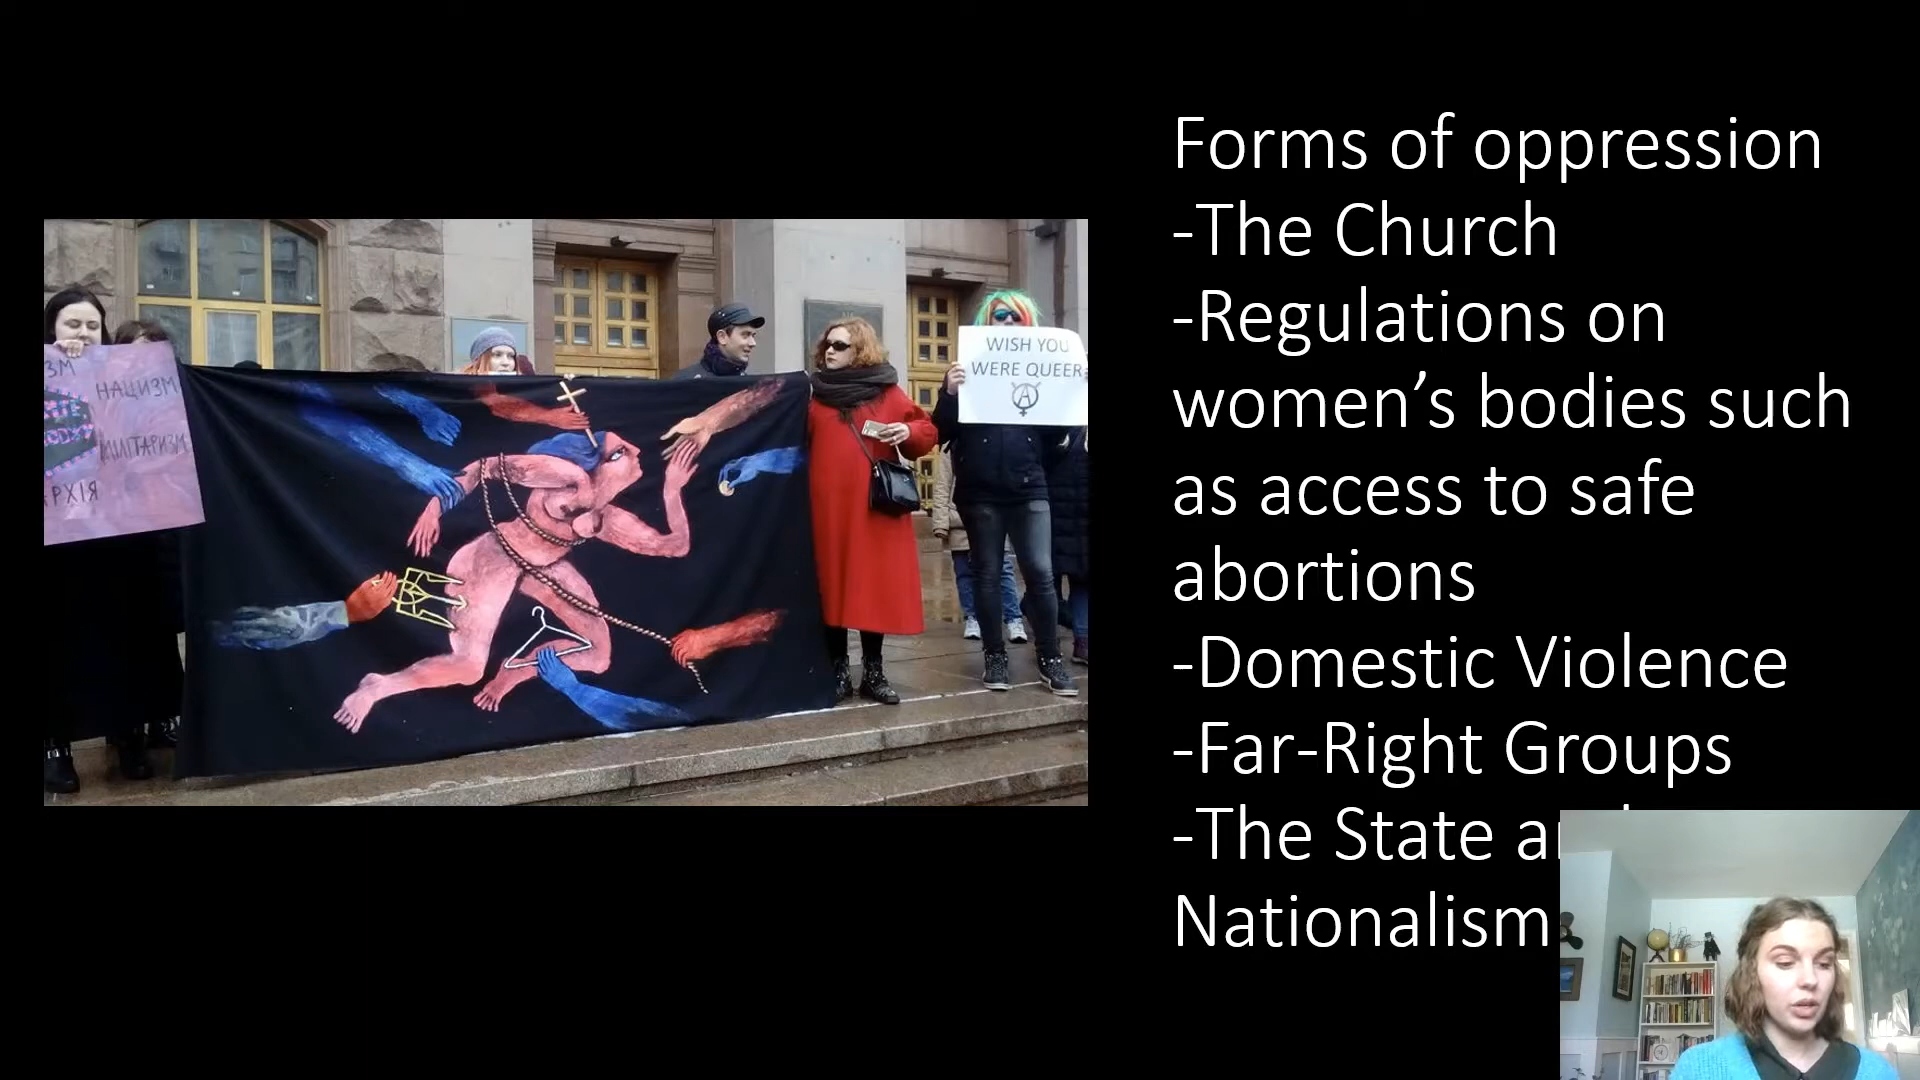 Forms of oppression
-The Church
-Regulations on
women’s bodies such
as access to safe
abortions
-Domestic Violence
-Far-Right Groups
-The State
Nationalism
НАЦИЗМ
МІЛІТАРИЗМ
WISH YOU
WERE QUEER